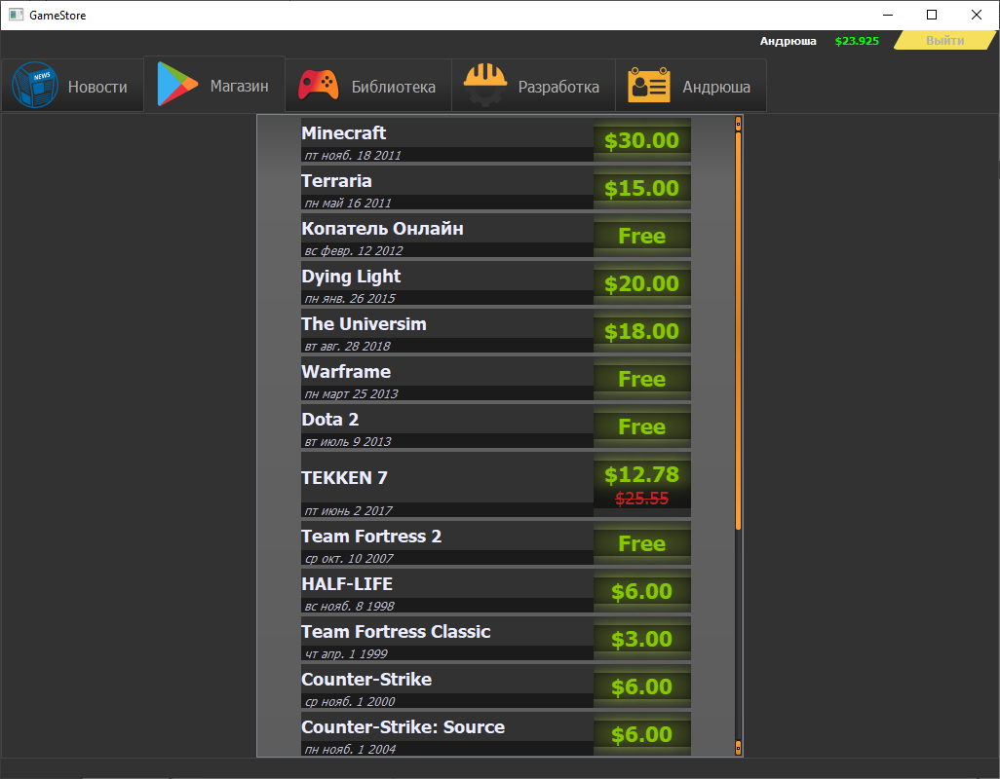 GameStore
Андрюша $23.925 Выйти
NEWS
Новости Магазин Библиотека Разработка Андрюша
Minecraft
$30.00
пт нояб. 18 2011
Terraria
$15.00
пн май 16 2011
Копатель Онлайн
Free
вс февр. 12 2012
Dying Light
$20.00
пн янв. 26 2015
The Universim
$18.00
вт авг. 28 2018
Warframe
Free
пн март 25 2013
Dota 2
Free
вт июль 9 2013
TEKKEN 7
$12.78
$25.55
пт июнь 2 2017
Team Fortress 2
Free
ср окт. 10 2007
HALF-LIFE
$6.00
вс нояб. 8 1998
Team Fortress Classic
$3.00
чт апр. 1 1999
Counter-Strike
$6.00
ср нояб. 1 2000
Counter-Strike: Source
$6.00
пн нояб. 1 2004